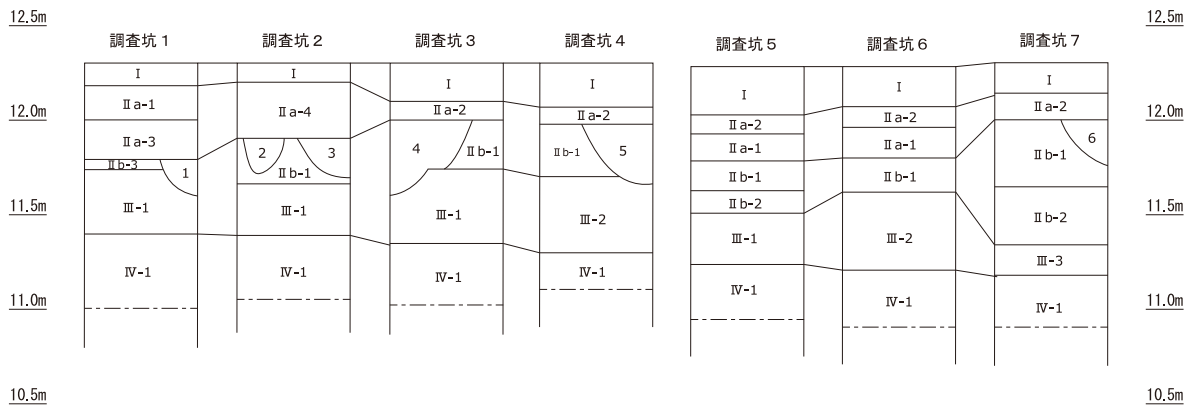 12.5m
12.0m
11.5m
11.0m
10.5m
調査坑１
Ⅰ
Ⅱa-1
Ⅱa-3
Ⅱb-3
1
Ⅲ-1
Ⅳ-1
調査坑２
Ⅰ
Ⅱa-4
2
3
Ⅱb-1
Ⅲ-1
Ⅳ-1
調査坑３
Ⅰ
Ⅱa-2
4
Ⅱb-1
Ⅲ-1
Ⅳ-1
調査坑４
Ⅰ
Ⅱa-2
Ⅱb-1
5
Ⅲ-2
Ⅳ-1
調査坑５
Ⅰ
Ⅱa-2
Ⅱa-1
Ⅱb-1
Ⅱb-2
Ⅲ-1
Ⅳ-1
調査坑６
Ⅰ
Ⅱa-2
Ⅱa-1
Ⅱb-1
Ⅲ-2
Ⅳ-1
調査坑７
Ⅰ
Ⅱa-2
6
Ⅱb-1
Ⅱb-2
Ⅲ-3
Ⅳ-1
12.5m
12.0m
11.5m
11.0m
10.5m